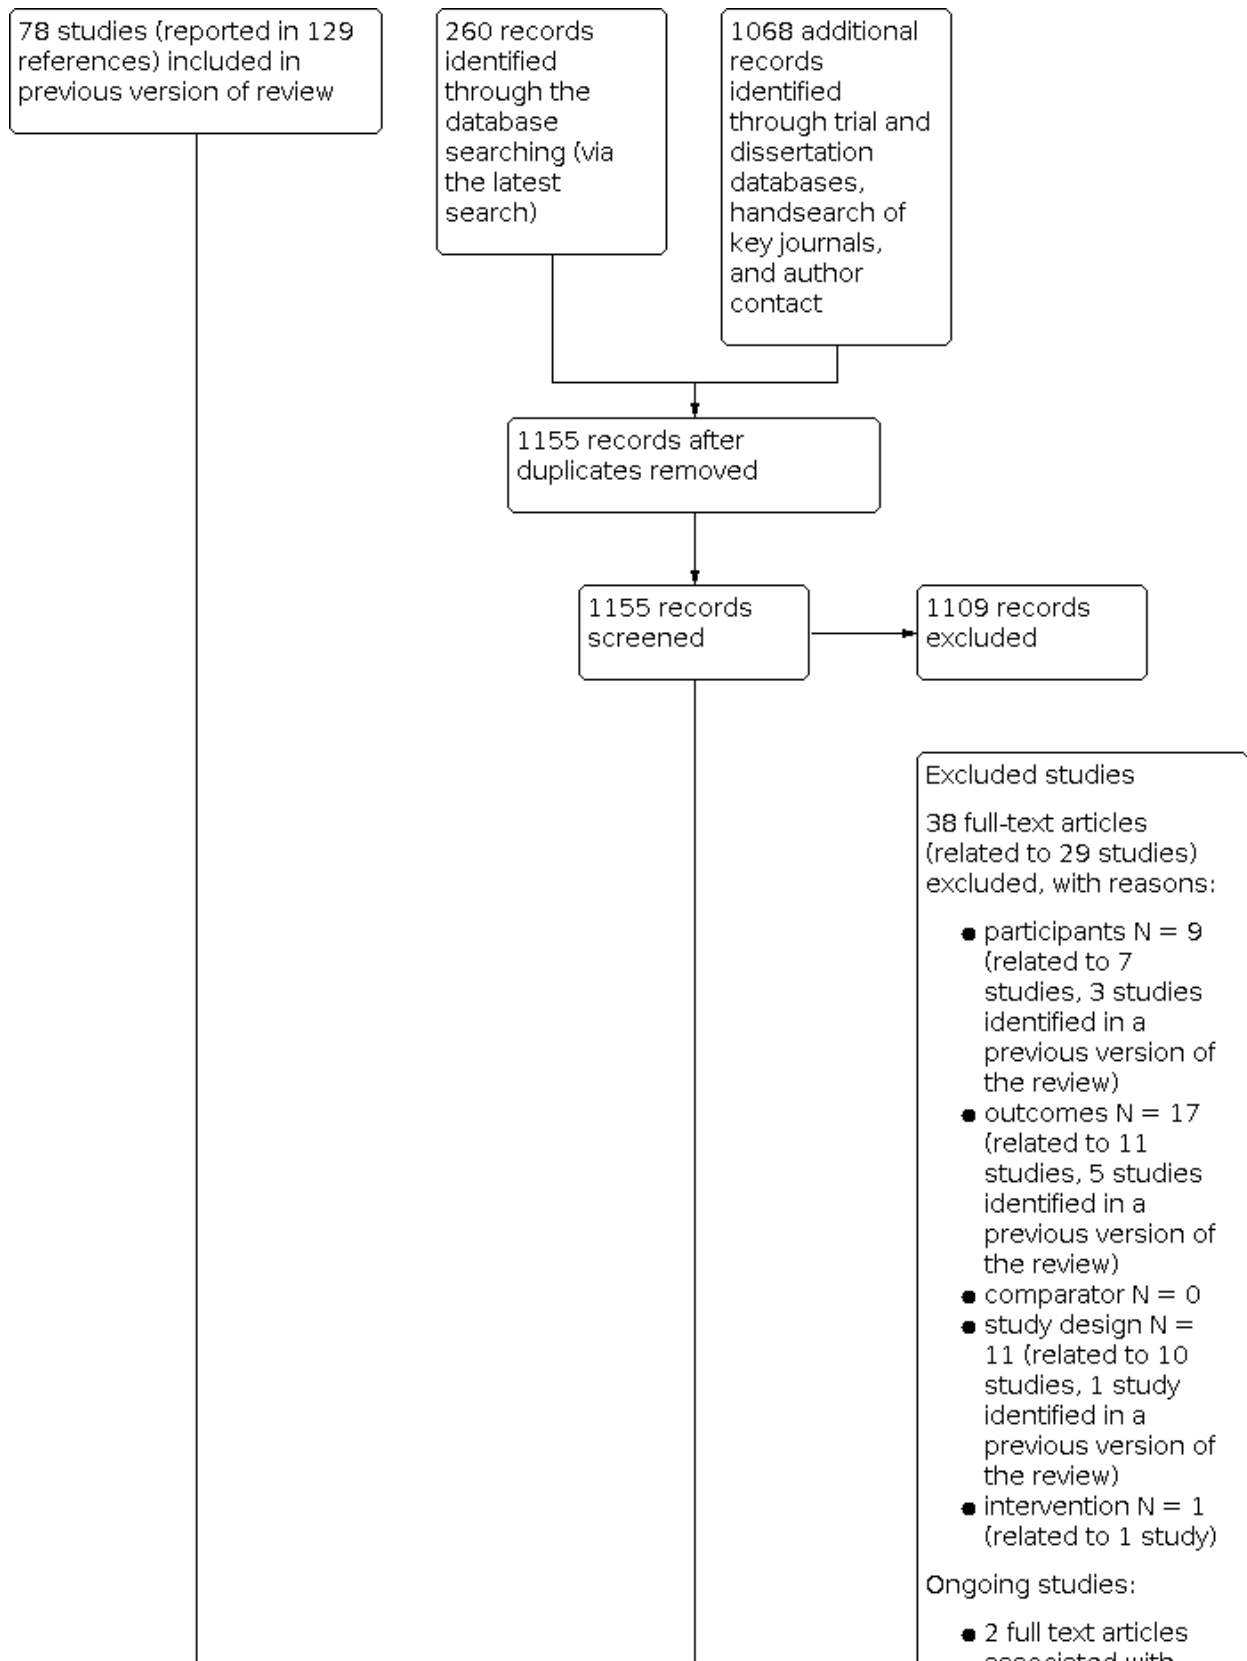 78 studies (reported in 129
references) included in
previous version of review
260 records
identified
through the
database
searching (via
the latest
search)
1068 additional
records
identified
through trial and
dissertation
databases,
handsearch of
key journals,
and author
contact
1155 records after
duplicates removed
1155 records
screened
1109 records
excluded
Excluded studies
38 full-text articles
(related to 29 studies)
excluded, with reasons:
● participants N = 9
(related to 7
studies, 3 studies
identified in a
previous version of
the review)
● outcomes N = 17
(related to 11
studies, 5 studies
identified in a
previous version of
the review)
● comparator N = 0
● study design N =
11 (related to 10
studies, 1 study
identified in a
previous version of
the review)
● intervention N = 1
(related to 1 study)
Ongoing studies:
● 2 full text articles
associated with